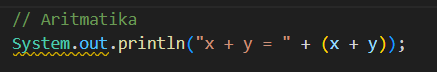 // Aritmatika
System.out.println("x + y = " + (x + y));